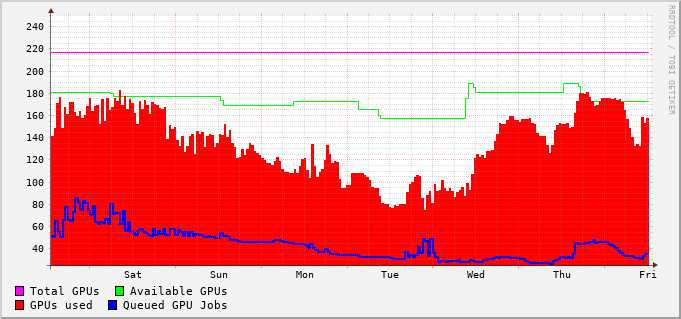 RRDTOOL / TOBI OETIKER
240
220
200
180
160
140
120
100
80
60
40
Sat Sun Mon Tue Wed Thu Fri
Total GPUs Available GPUs
GPUs used Queued GPU Jobs